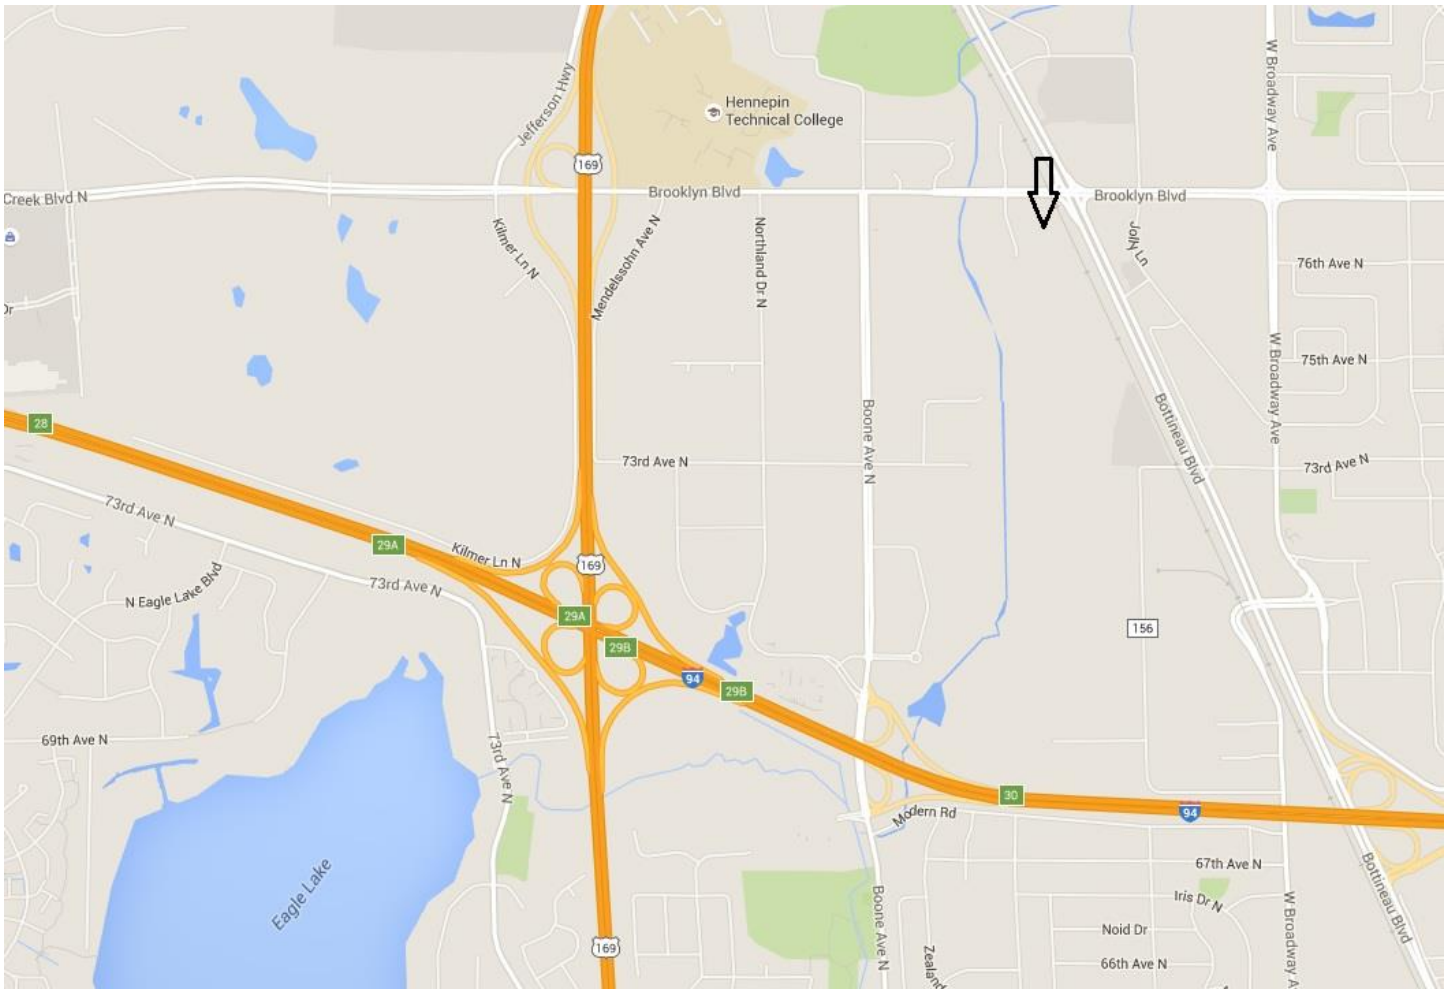 W Broadway Ave
Jefferson Hwy
Hennepin
Technical College
169
Creek Blvd N
Brooklyn Blvd
Brooklyn Blvd
Kilmer Ln N
Mendelssohn Ave N
Northland Dr N
Jolly Ln
76th Ave N
Dr
W Broadway Ave
75th Ave N
28
Boone Ave N
Bottineau Blvd
73rd Ave N
73rd Ave N
73rd Ave N
29A
Kilmer Ln N
169
73rd Ave N
N Eagle Lake Blvd
29A
156
29B
94
29B
69th Ave N
73rd Ave N
30
94
Modern Rd
67th Ave N
Eagle Lake
Bottineau Blvd
Boone Ave N
Iris Dr N
W Broadway A
Noid Dr
169
Zealan
66th Ave N